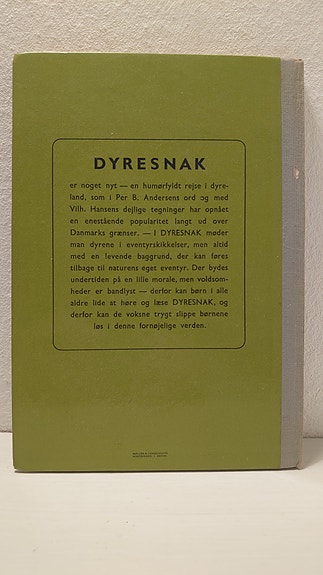 DYRESNAK
er noget nyt — en humørfyldt rejse i dyre-
land, som i Per B. Andersens ord og med
Vilh. Hansens dejlige tegninger har opnået
en enestående popularitet langt ud over
Danmarks grænser. — I DYRESNAK møder
man dyrene i eventyrskikkelser, men altid
med en levende baggrund, der kan føres
tilbage til naturens eget eventyr. Der bydes
undertiden på en lille morale, men voldsom-
heder er bandlyst — derfor kan børn i alle
aldre lide at høre og læse DYRESNAK, og
derfor kan de voksne trygt slippe børnene
løs i denne fornøjelige verden.